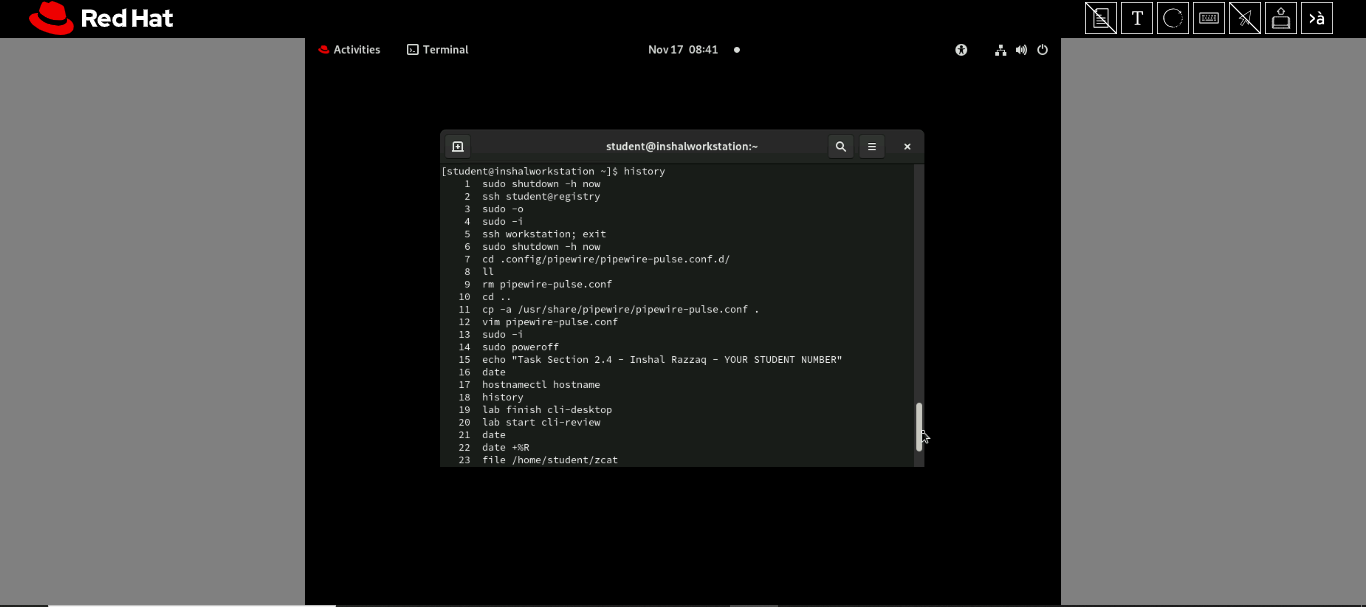 Red Hat
T
>à
Activities
Terminal
Nov 17 08:41
student@inshalworkstation:~
[student@inshalworkstation ~]$ history
1 sudo shutdown -h now
2 ssh student@registry
3 sudo -o
4 sudo -i
5 ssh workstation; exit
6 sudo shutdown -h now
7 cd .config/pipewire/pipewire-pulse.conf.d/
8 ll
9 rm pipewire-pulse.conf
10 cd ..
11 cp -a /usr/share/pipewire/pipewire-pulse.conf .
12 vim pipewire-pulse.conf
13 sudo -i
14 sudo poweroff
15 echo "Task Section 2.4 - Inshal Razzaq - YOUR STUDENT NUMBER"
16 date
17 hostnamectl hostname
18 history
19 lab finish cli-desktop
20 lab start cli-review
21 date
22 date +%R
23 file /home/student/zcat